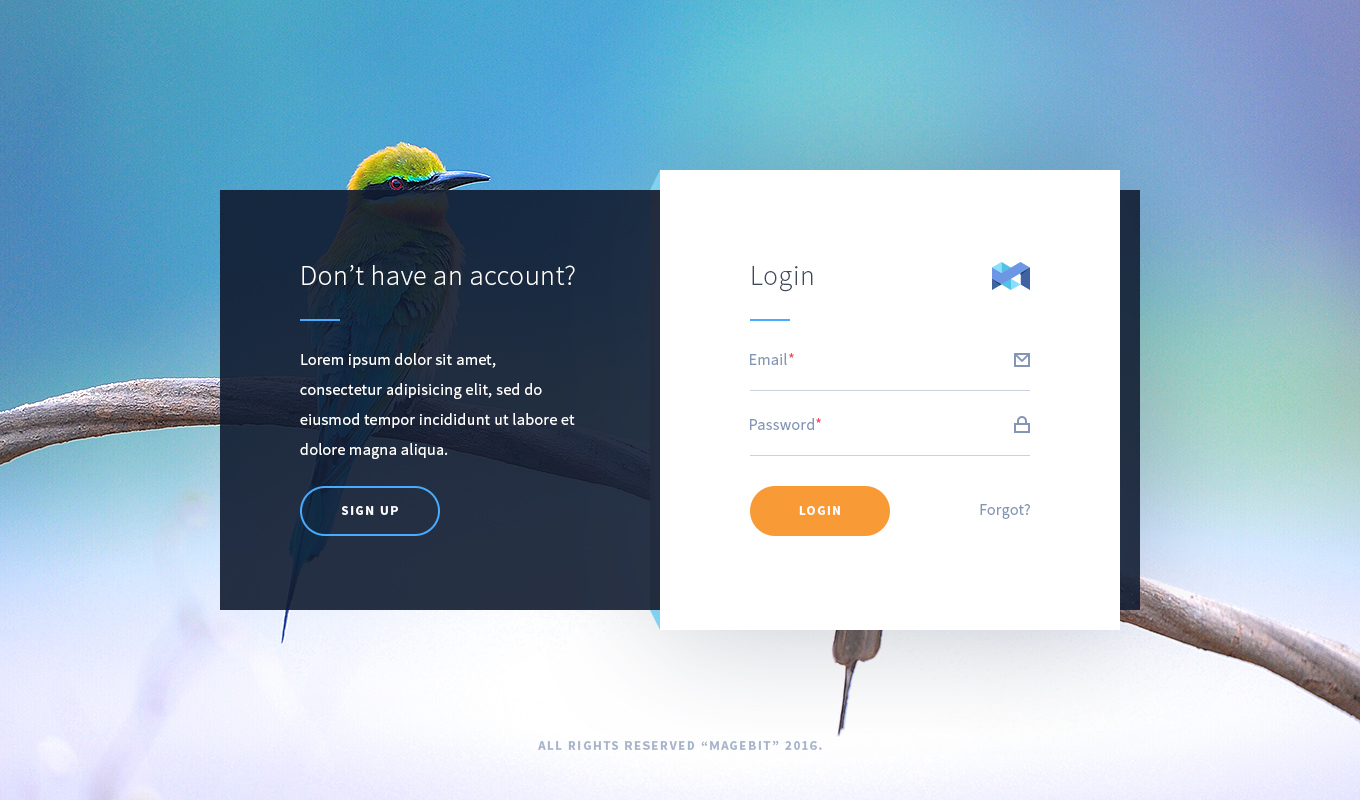 Don’t have an account?
Lorem ipsum dolor sit amet,
consectetur adipisicing elit, sed do
eiusmod tempor incididunt ut labore et
dolore magna aliqua.
SIGN UP
Login
Email*
Password*
LOGIN
Forgot?
ALL RIGHTS RESERVED “MAGEBIT” 2016.